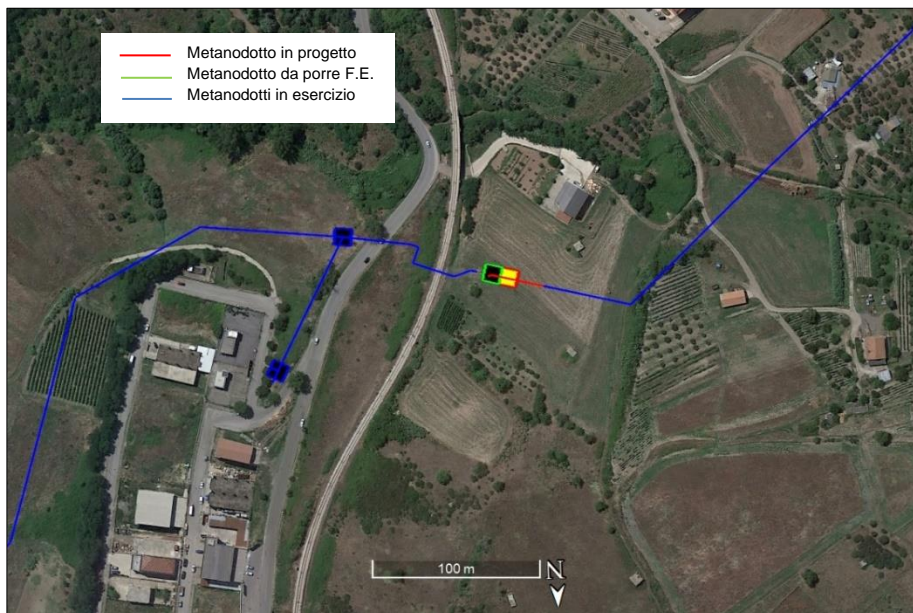 Metanodotto in progetto
Metanodotto da porre F.E.
Metanodotti in esercizio
100 m
N